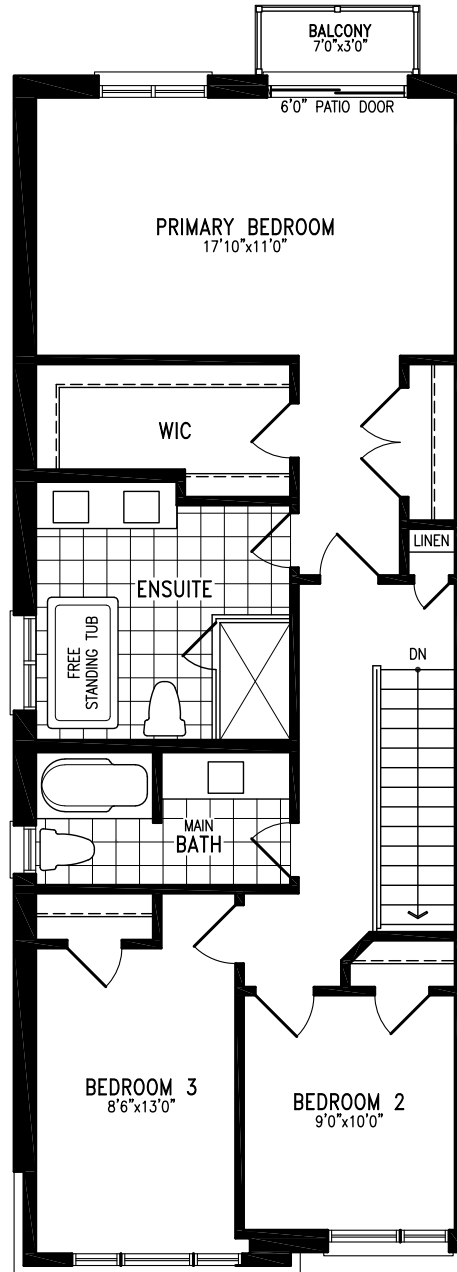 BALCONY
7'0"x3'0"
6'0" PATIO DOOR
PRIMARY BEDROOM
17'10"x11'0"
WIC
LINEN
ENSUITE
FREE
STANDING TUB
DN
MAIN
BATH
BEDROOM 3
8'6"x13'0"
BEDROOM 2
9'0"x10'0"